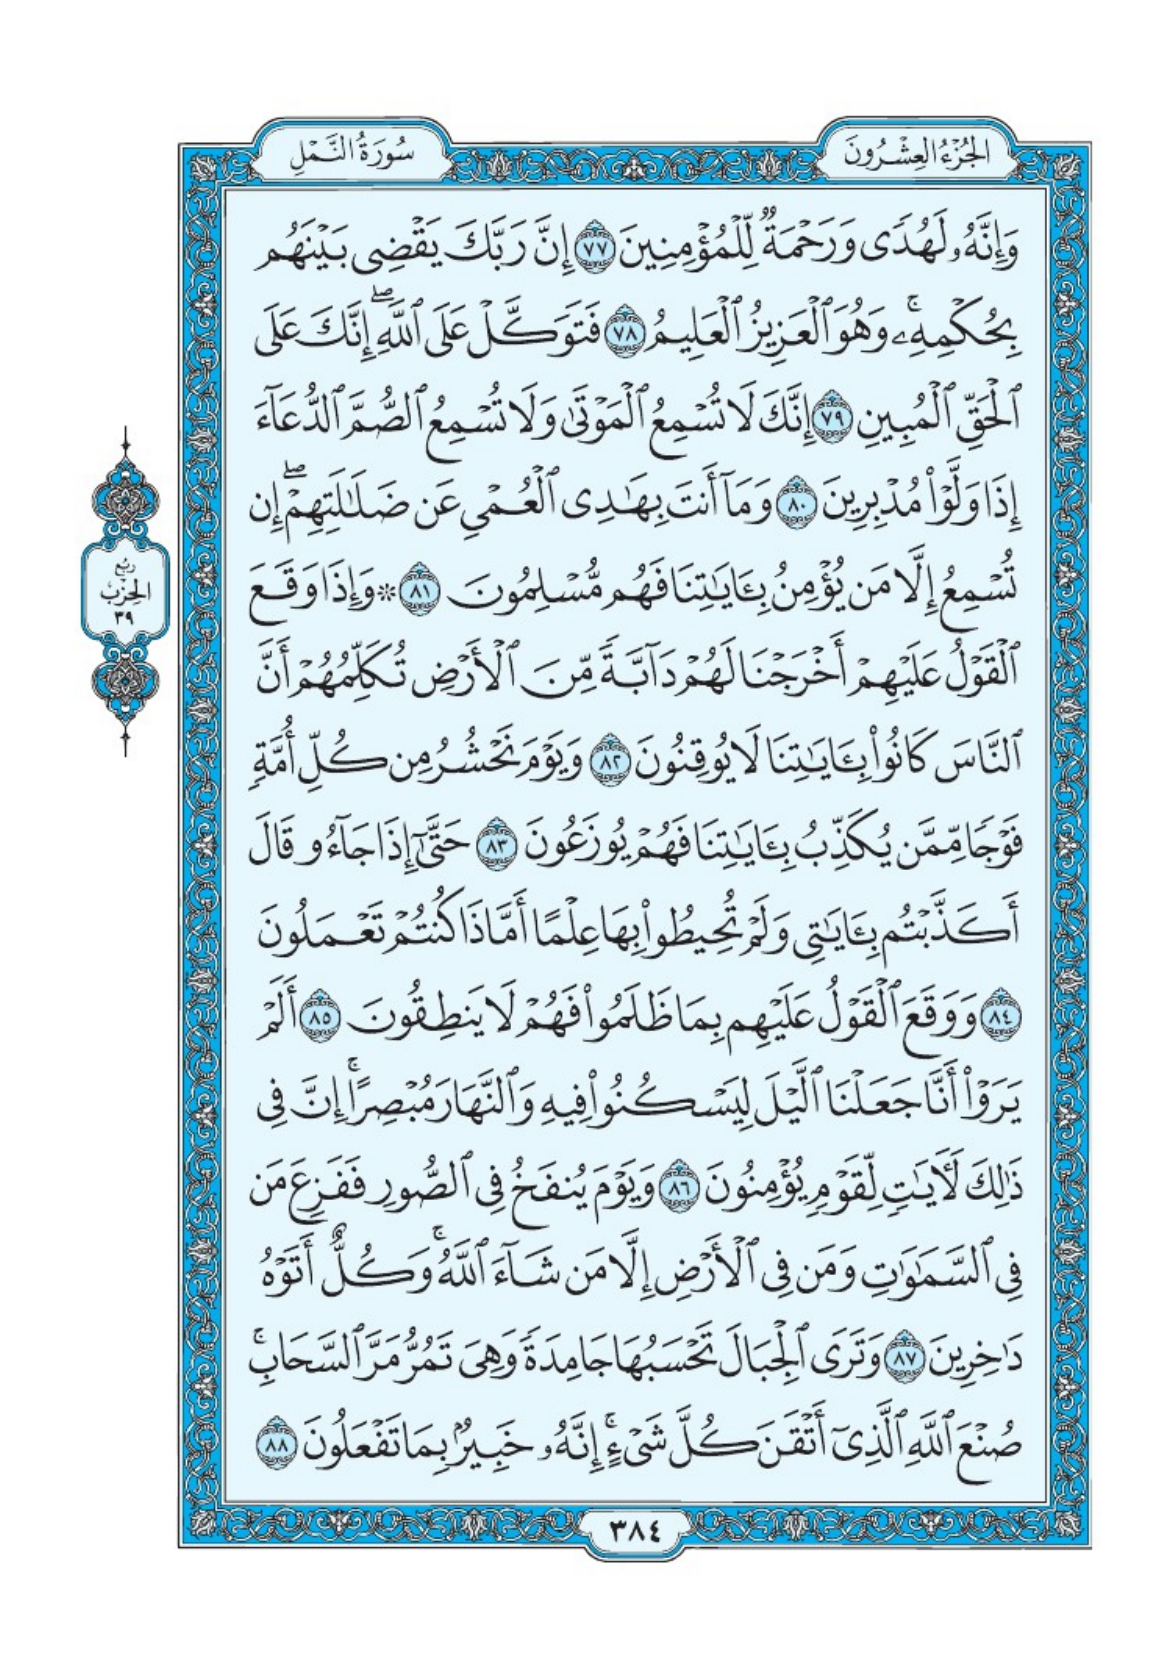 الجُزْءُ العِشْرُونَ
سُورَةُ النَّمْلِ
وَإِنَّهُۥ لَهُدٗى وَرَحۡمَةٞ لِّلۡمُؤۡمِنِينَ ٧٧ إِنَّ رَبَّكَ يَقۡضِي بَيۡنَهُم
بِحُكۡمِهِۦۚ وَهُوَ ٱلۡعَزِيزُ ٱلۡعَلِيمُ ٧٨ فَتَوَكَّلۡ عَلَى ٱللَّهِۖ إِنَّكَ عَلَى
ٱلۡحَقِّ ٱلۡمُبِينِ ٧٩ إِنَّكَ لَا تُسۡمِعُ ٱلۡمَوۡتَىٰ وَلَا تُسۡمِعُ ٱلصُّمَّ ٱلدُّعَآءَ
إِذَا وَلَّوۡاْ مُدۡبِرِينَ ٨٠ وَمَآ أَنتَ بِهَٰدِي ٱلۡعُمۡيِ عَن ضَلَٰلَتِهِمۡۖ إِن
تُسۡمِعُ إِلَّا مَن يُؤۡمِنُ بِـَٔايَٰتِنَا فَهُم مُّسۡلِمُونَ ٨١ ۞ وَإِذَا وَقَعَ
ٱلۡقَوۡلُ عَلَيۡهِمۡ أَخۡرَجۡنَا لَهُمۡ دَآبَّةٗ مِّنَ ٱلۡأَرۡضِ تُكَلِّمُهُمۡ أَنَّ
ٱلنَّاسَ كَانُواْ بِـَٔايَٰتِنَا لَا يُوقِنُونَ ٨٢ وَيَوۡمَ نَحۡشُرُ مِن كُلِّ أُمَّةٖ
فَوۡجٗا مِّمَّن يُكَذِّبُ بِـَٔايَٰتِنَا فَهُمۡ يُوزَعُونَ ٨٣ حَتَّىٰٓ إِذَا جَآءُو قَالَ
أَكَذَّبۡتُم بِـَٔايَٰتِي وَلَمۡ تُحِيطُواْ بِهَا عِلۡمًا أَمَّاذَا كُنتُمۡ تَعۡمَلُونَ
٨٤ وَوَقَعَ ٱلۡقَوۡلُ عَلَيۡهِم بِمَا ظَلَمُواْ فَهُمۡ لَا يَنطِقُونَ ٨٥ أَلَمۡ
يَرَوۡاْ أَنَّا جَعَلۡنَا ٱلَّيۡلَ لِيَسۡكُنُواْ فِيهِ وَٱلنَّهَارَ مُبۡصِرًاۚ إِنَّ فِي
ذَٰلِكَ لَأٓيَٰتٖ لِّقَوۡمٖ يُؤۡمِنُونَ ٨٦ وَيَوۡمَ يُنفَخُ فِي ٱلصُّورِ فَفَزِعَ مَن
فِي ٱلسَّمَٰوَٰتِ وَمَن فِي ٱلۡأَرۡضِ إِلَّا مَن شَآءَ ٱللَّهُۚ وَكُلٌّ أَتَوۡهُ
دَٰخِرِينَ ٨٧ وَتَرَى ٱلۡجِبَالَ تَحۡسَبُهَا جَامِدَةٗ وَهِيَ تَمُرُّ مَرَّ ٱلسَّحَابِۚ
صُنۡعَ ٱللَّهِ ٱلَّذِيٓ أَتۡقَنَ كُلَّ شَيۡءٍۚ إِنَّهُۥ خَبِيرُۢ بِمَا تَفۡعَلُونَ ٨٨
ربع
الحِزْب
٣٩
٣٨٤